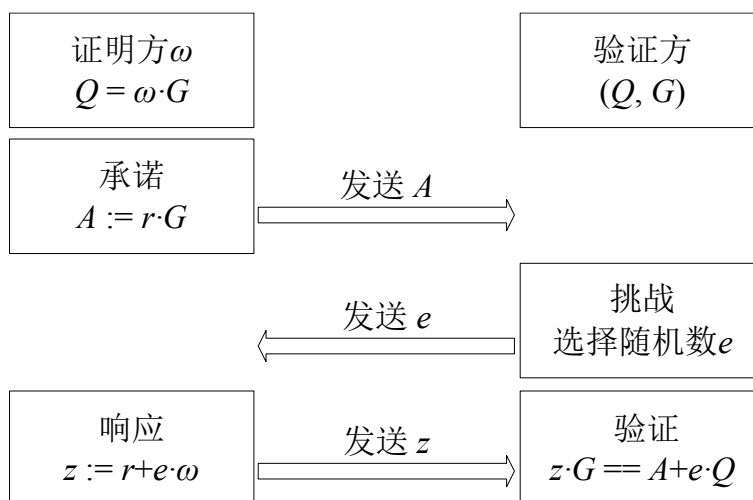 证明方ω
Q = ω·G
验证方
(Q, G)
承诺
A := r·G
发送 A
发送 e
挑战
选择随机数e
响应
z := r+e·ω
发送 z
验证
z·G == A+e·Q